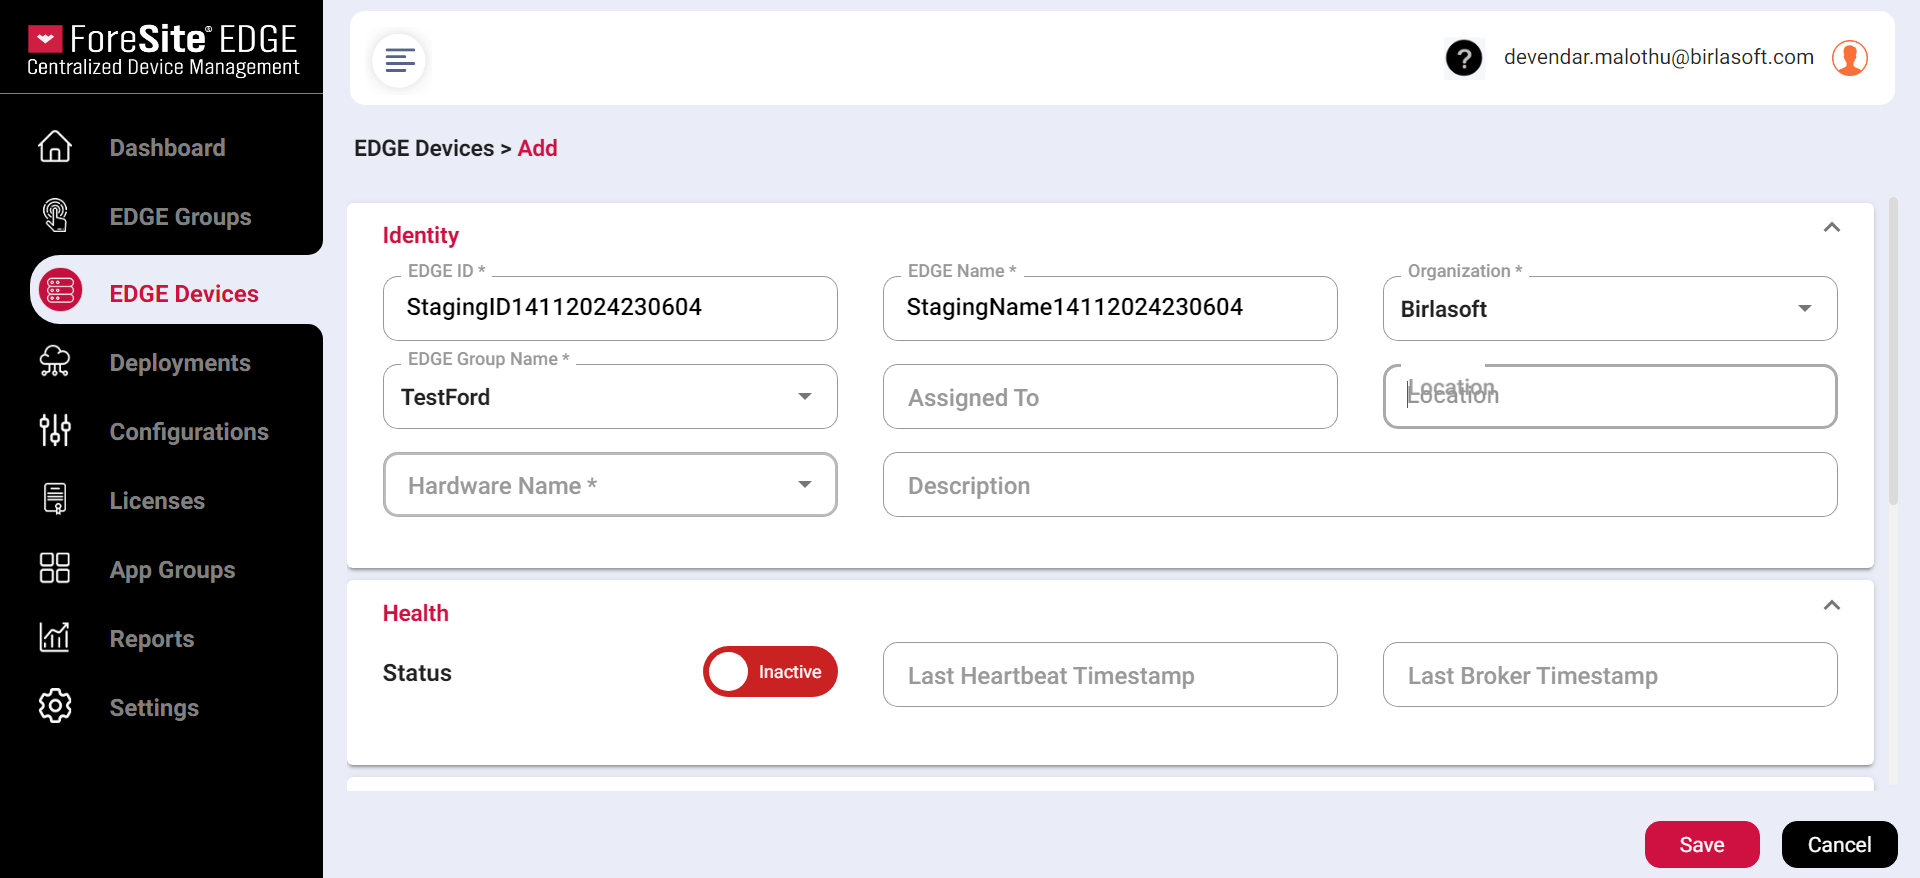 ForeSite® EDGE
Centralized Device Management
Dashboard
EDGE Groups
EDGE Devices
Deployments
Configurations
Licenses
App Groups
Reports
Settings
?
devendar.malothu@birlasoft.com
EDGE Devices > Add
Identity
EDGE ID *
StagingID14112024230604
EDGE Name *
StagingName14112024230604
Organization *
Birlasoft
EDGE Group Name *
TestFord
Assigned To
Location
Location
Hardware Name *
Description
Health
Status
Inactive
Last Heartbeat Timestamp
Last Broker Timestamp
Save
Cancel